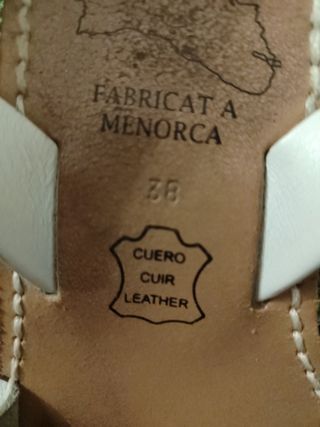 FABRICAT A
MENORCA
38
CUERO
CUIR
LEATHER